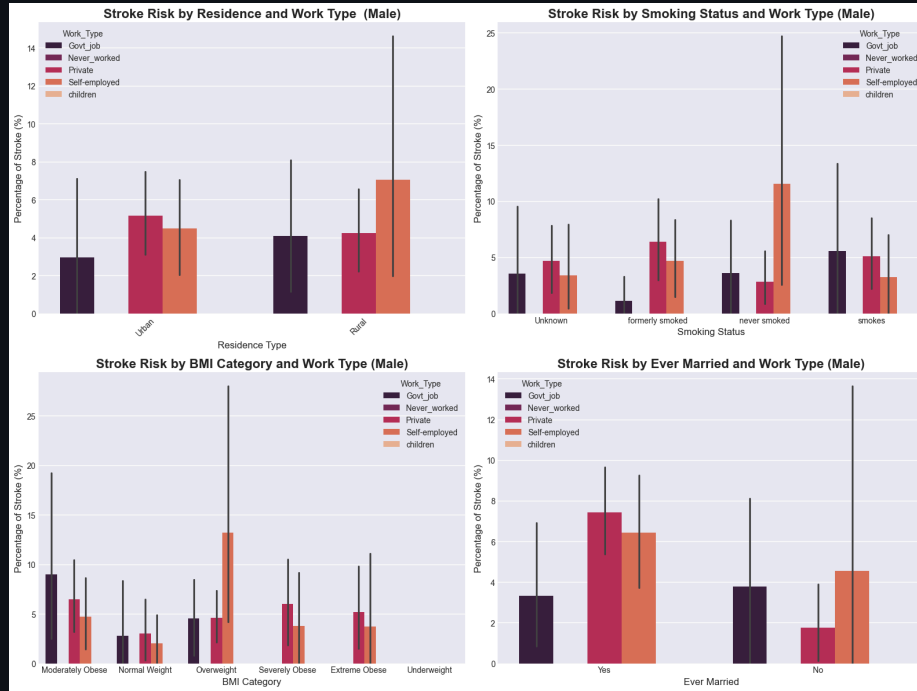 Stroke Risk by Residence and Work Type (Male)
Work_Type
Govt_job
Never_worked
Private
Self-employed
children
14
12
10
8
6
4
2
0
Percentage of Stroke (%)
Urban
Rural
Residence Type
Stroke Risk by Smoking Status and Work Type (Male)
Work_Type
Govt_job
Never_worked
Private
Self-employed
children
25
20
15
10
5
0
Percentage of Stroke (%)
Unknown
formerly smoked
never smoked
smokes
Smoking Status
Stroke Risk by BMI Category and Work Type (Male)
Work_Type
Govt_job
Never_worked
Private
Self-employed
children
25
20
15
10
5
0
Percentage of Stroke (%)
Moderately Obese
Normal Weight
Overweight
Severely Obese
Extreme Obese
Underweight
BMI Category
Stroke Risk by Ever Married and Work Type (Male)
Work_Type
Govt_job
Never_worked
Private
Self-employed
children
14
12
10
8
6
4
2
0
Percentage of Stroke (%)
Yes
No
Ever Married